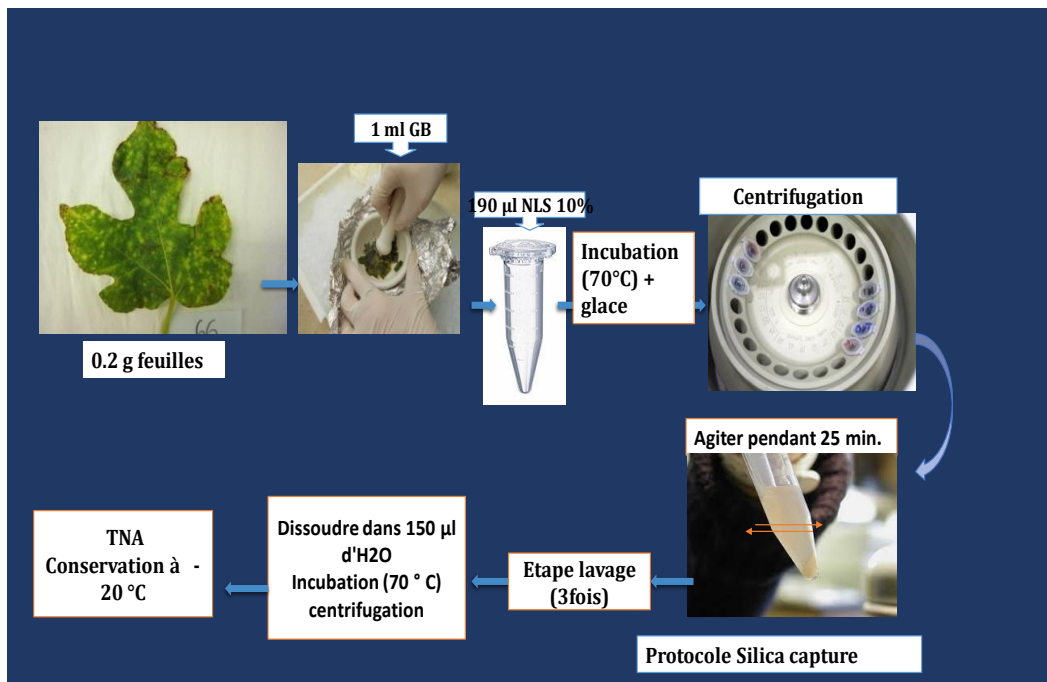 1 ml GB
190 µl NLS 10%
Centrifugation
Incubation
(70°C) +
glace
66
0.2 g feuilles
Agiter pendant 25 min.
TNA
Conservation à -
20 °C
Dissoudre dans 150 µl
d'H2O
Incubation (70 ° C)
centrifugation
Etape lavage
(3fois)
Protocole Silica capture